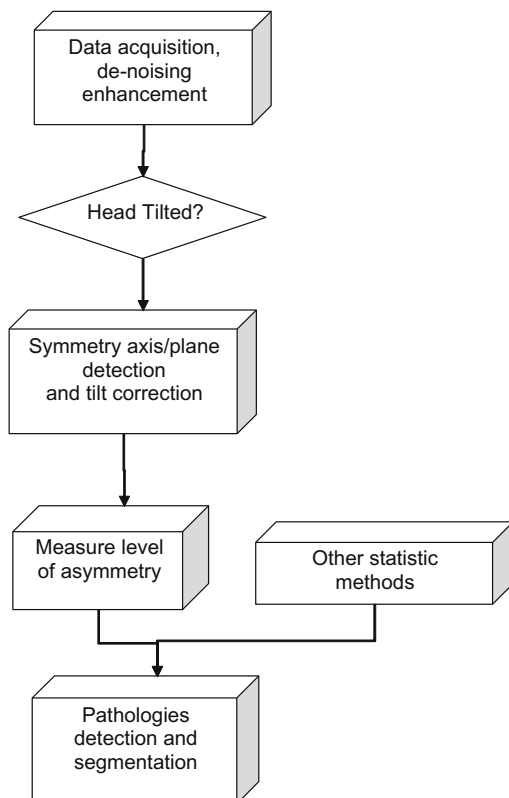 Data acquisition,
de-noising
enhancement
Head Tilted?
Symmetry axis/plane
detection
and tilt correction
Measure level
of asymmetry
Other statistic
methods
Pathologies
detection and
segmentation